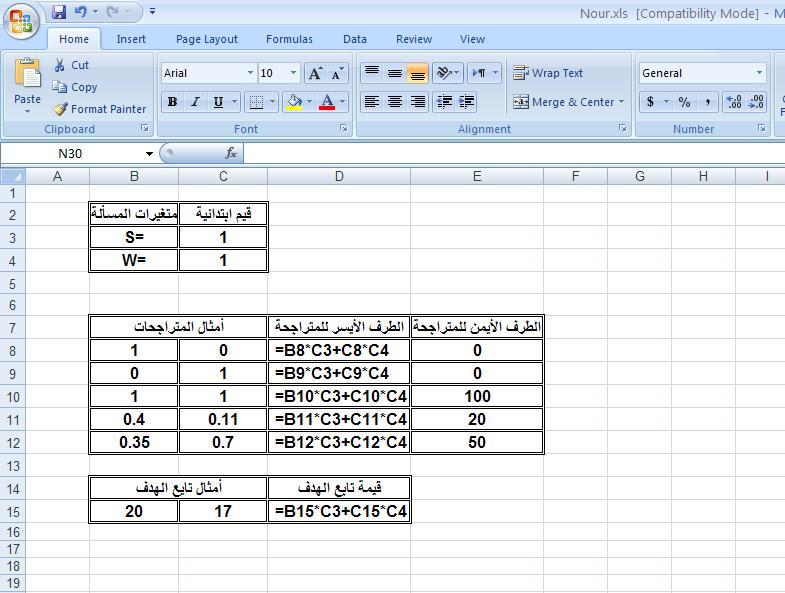 Nour.xls [Compatibility Mode] - M
Home Insert Page Layout Formulas Data Review View
Paste
Cut
Copy
Format Painter
Clipboard
Arial 10
B I U
Font
Wrap Text
Merge & Center
Alignment
General
$ % ,
Number
N30 fx
A B C D E F G H I
1
2 متغيرات المسألة قيم ابتدائية
3 S= 1
4 W= 1
5
6
7 أمثال المتراجحات الطرف الأيسر للمتراجحة الطرف الأيمن للمتراجحة
8 1 0 =B8*C3+C8*C4 0
9 0 1 =B9*C3+C9*C4 0
10 1 1 =B10*C3+C10*C4 100
11 0.4 0.11 =B11*C3+C11*C4 20
12 0.35 0.7 =B12*C3+C12*C4 50
13
14 أمثال تابع الهدف قيمة تابع الهدف
15 20 17 =B15*C3+C15*C4
16
17
18
19